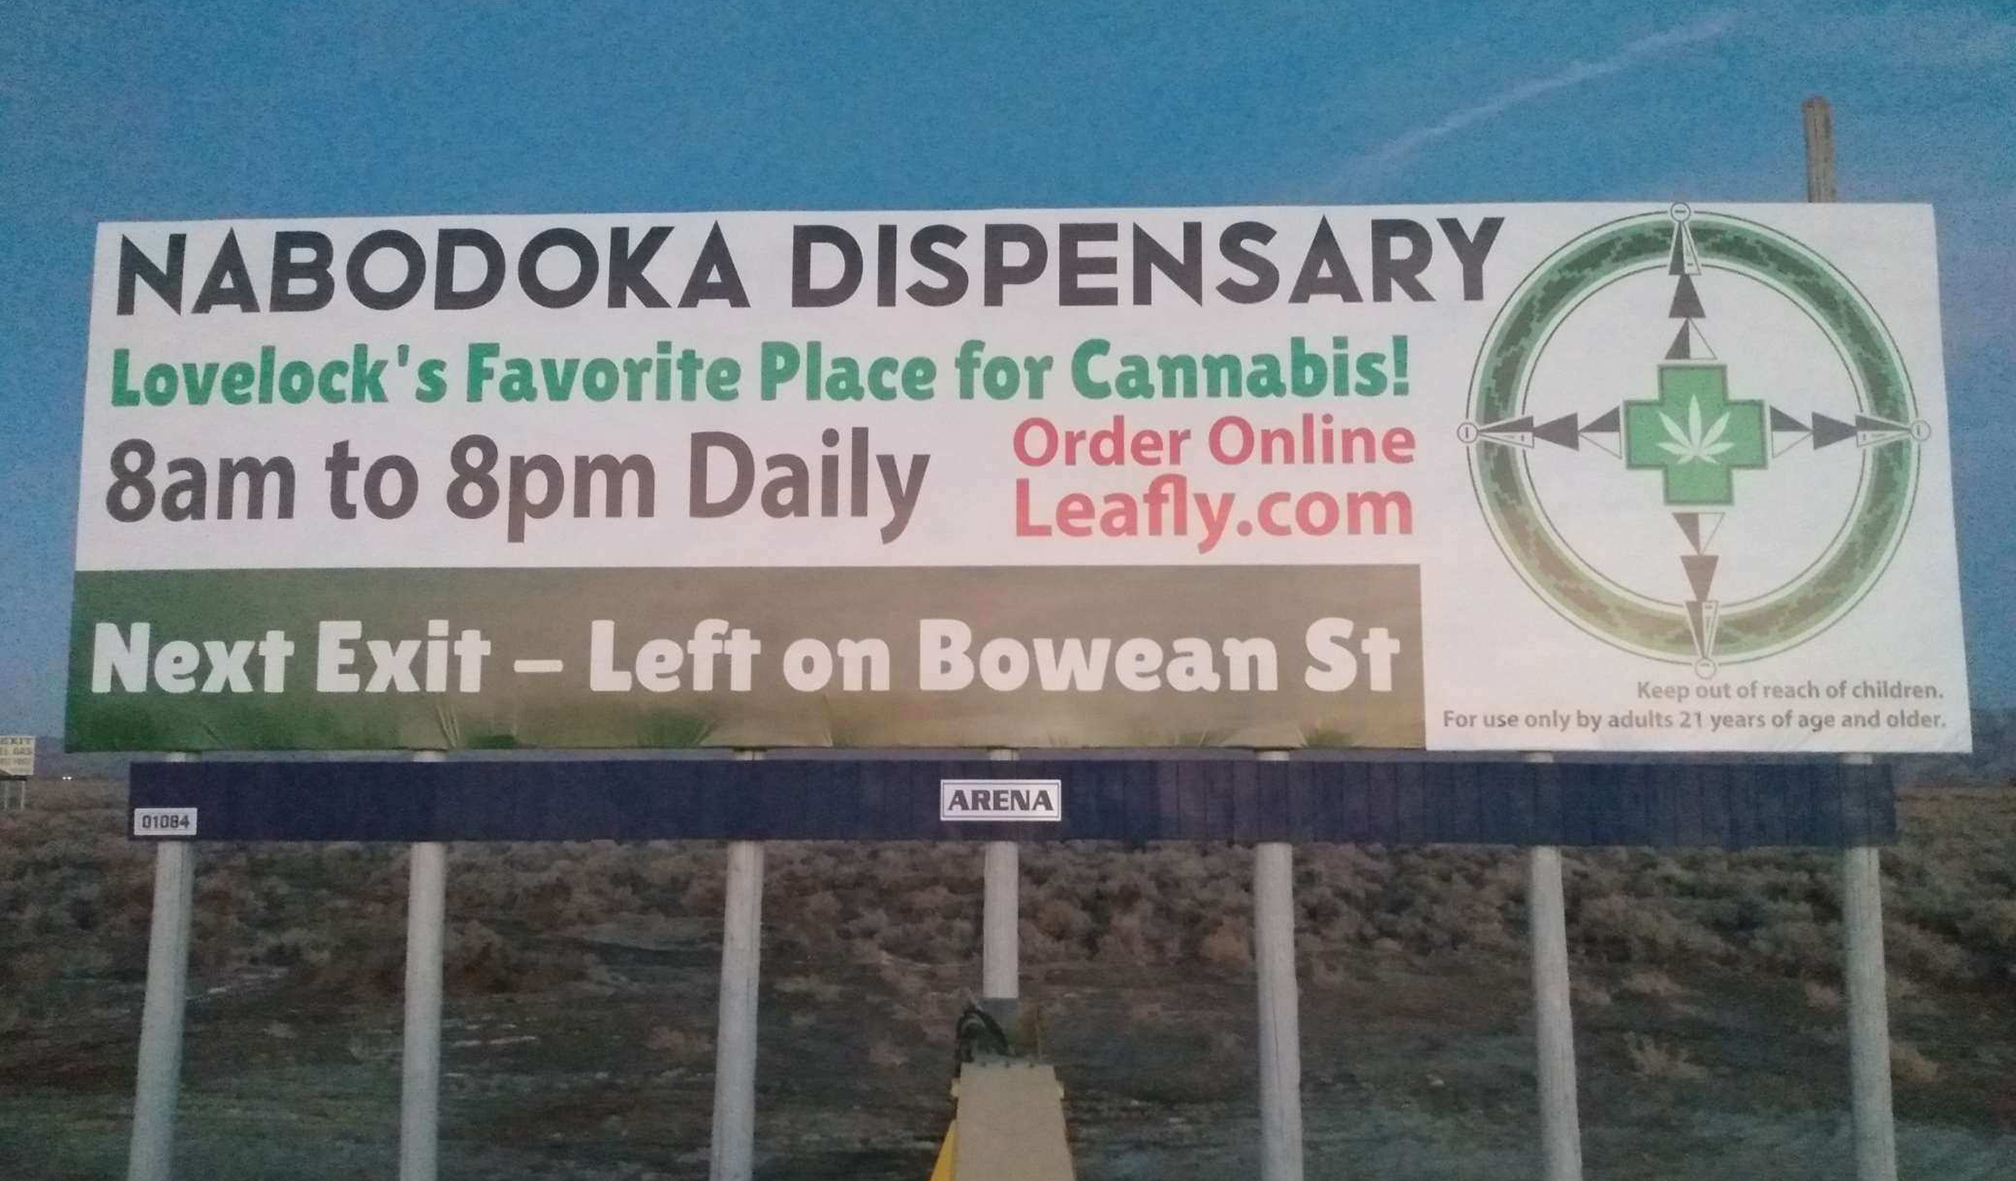 NABODOKA DISPENSARY
Lovelock's Favorite Place for Cannabis!
8am to 8pm Daily
Order Online
Leafly.com
Next Exit – Left on Bowean St
Keep out of reach of children.
For use only by adults 21 years of age and older.
ARENA
01084
EXIT